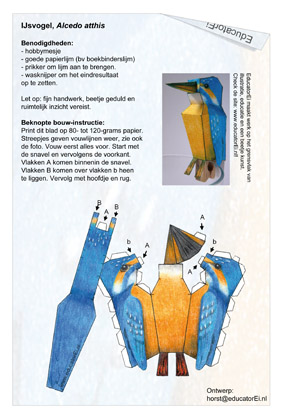 IJsvogel, Alcedo atthis
EducatorEi
Benodigdheden:
- hobbymesje
- goede papierlijm (bv boekbinderslijm)
- prikker om lijm aan te brengen.
- wasknijper om het eindresultaat
op te zetten.
Let op: fijn handwerk, beetje geduld en
ruimtelijk inzicht vereist.
Beknopte bouw-instructie:
Print dit blad op 80- tot 120-grams papier.
Streepjes geven vouwlijnen weer, zie ook
de foto. Vouw eerst alles voor. Start met
de snavel en vervolgens de voorkant.
Vlakken A komen binnenin de snavel.
Vlakken B komen over vlakken b heen
te liggen. Vervolg met hoofdje en rug.
EducatorEi maakt werk op het grensvlak van
illustratie, educatie en een beetje kunst.
Check de site: www.educatorEi.nl
B
B
A
A
b
A
b
A
Ontwerp:
horst@educatorEi.nl